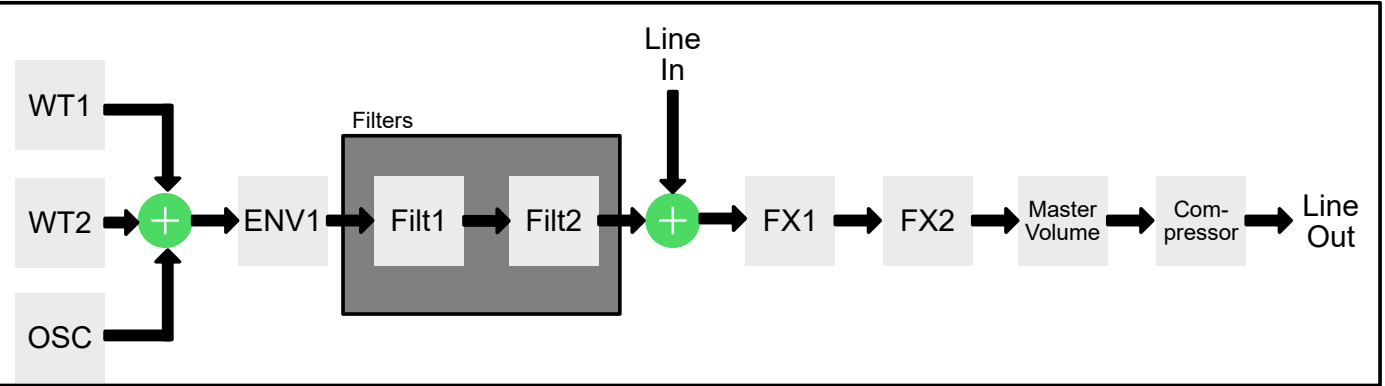 Line
In
WT1
Filters
WT2
ENV1
Filt1
Filt2
FX1
FX2
Master
Volume
Com-
pressor
Line
Out
OSC